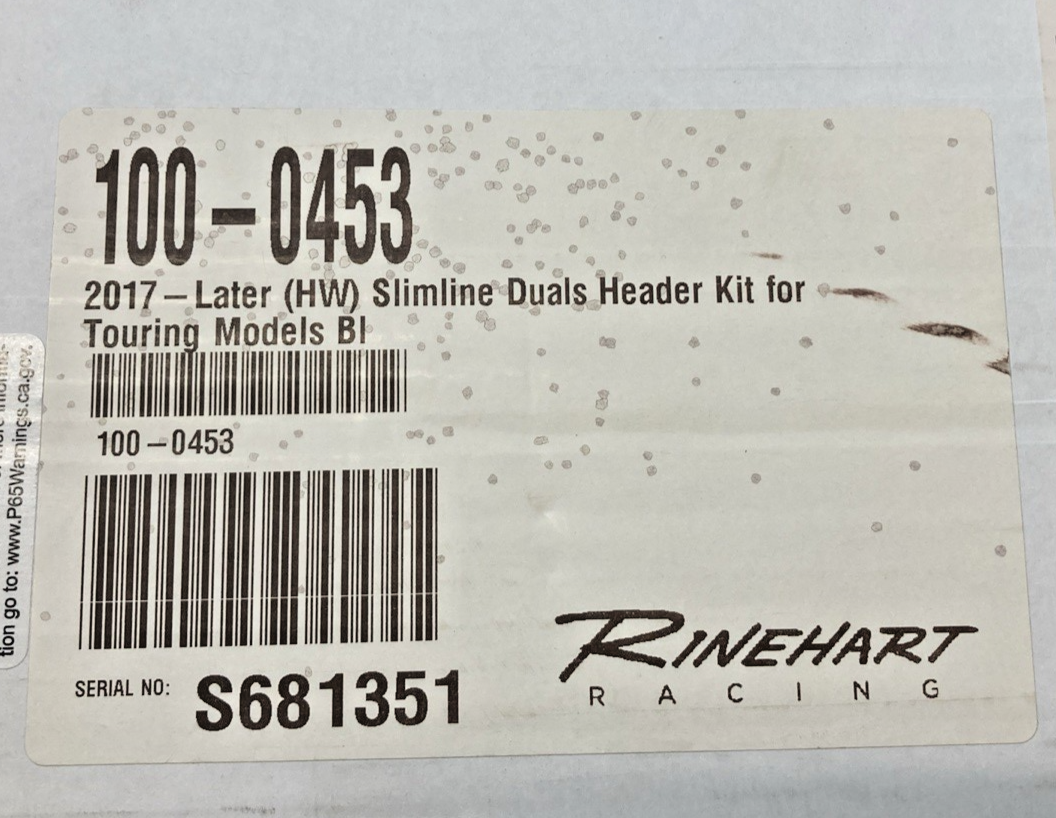 100-0453
2017-Later (HW) Slimline Duals Header Kit for
Touring Models Bl
100-0453
SERIAL NO: S681351
RINEHART
RACING
tion go to: www.P65Warnings.ca.gov.